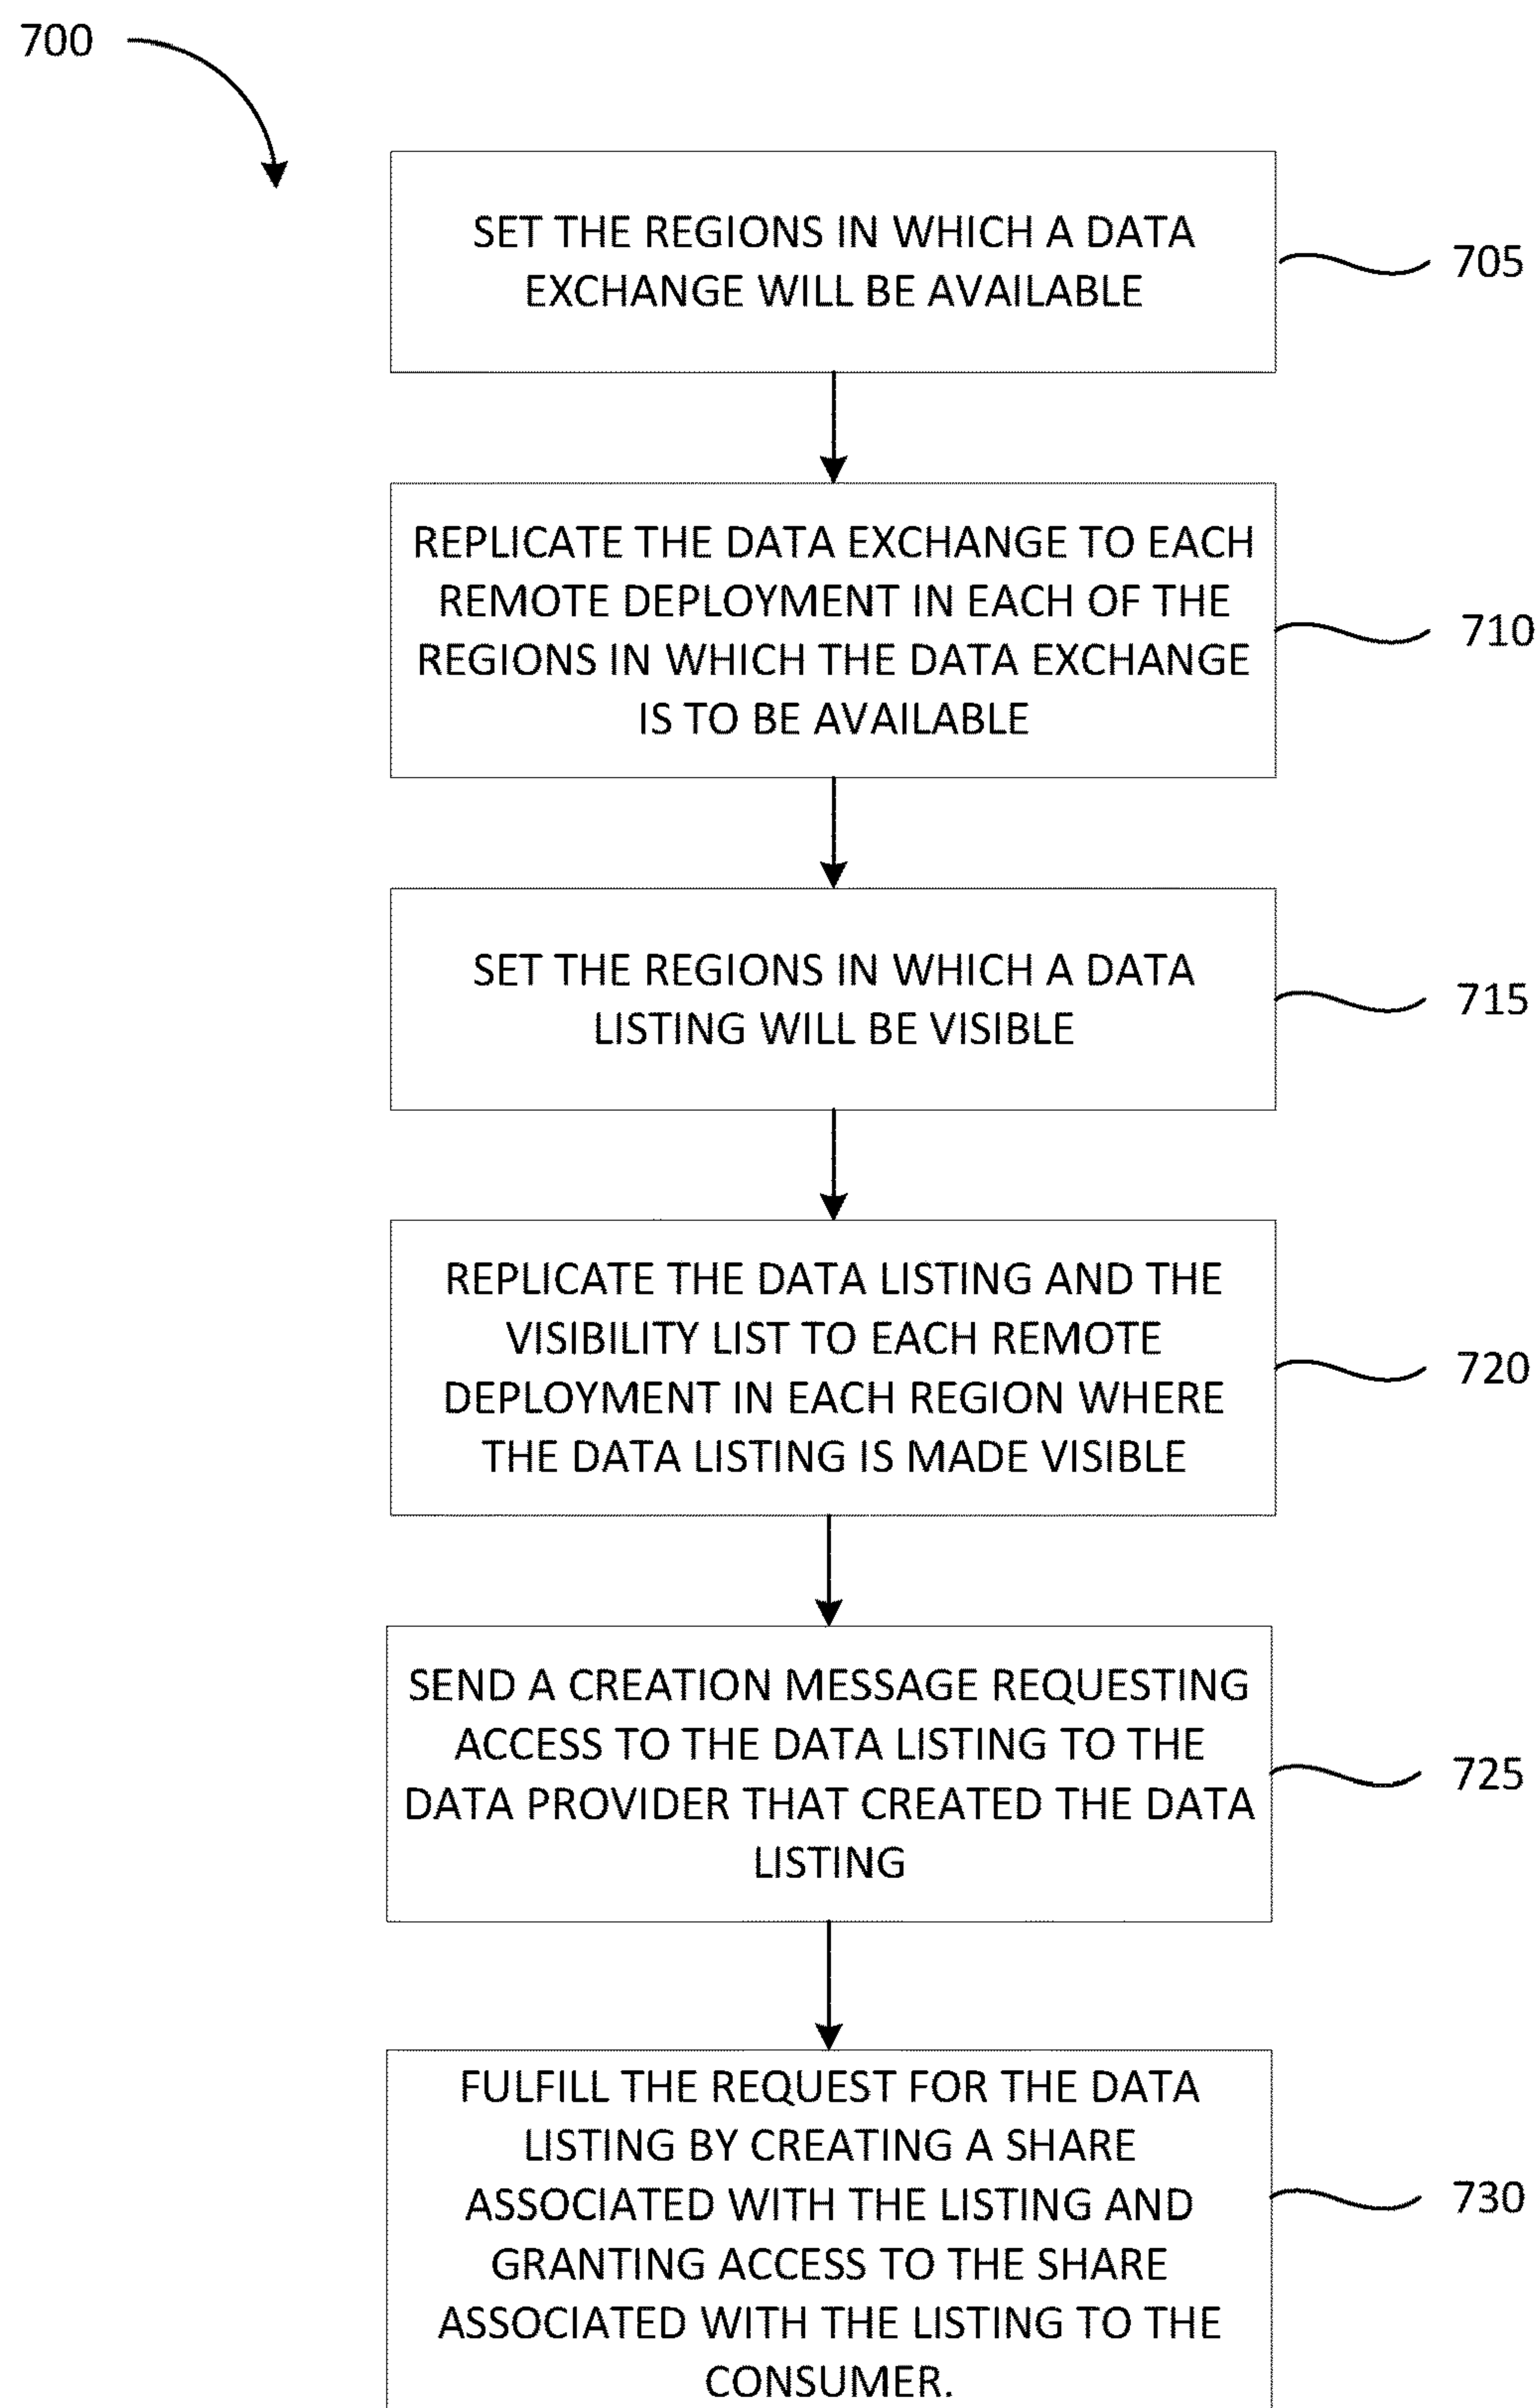 700
SET THE REGIONS IN WHICH A DATA
EXCHANGE WILL BE AVAILABLE
705
REPLICATE THE DATA EXCHANGE TO EACH
REMOTE DEPLOYMENT IN EACH OF THE
REGIONS IN WHICH THE DATA EXCHANGE
IS TO BE AVAILABLE
710
SET THE REGIONS IN WHICH A DATA
LISTING WILL BE VISIBLE
715
REPLICATE THE DATA LISTING AND THE
VISIBILITY LIST TO EACH REMOTE
DEPLOYMENT IN EACH REGION WHERE
THE DATA LISTING IS MADE VISIBLE
720
SEND A CREATION MESSAGE REQUESTING
ACCESS TO THE DATA LISTING TO THE
DATA PROVIDER THAT CREATED THE DATA
LISTING
725
FULFILL THE REQUEST FOR THE DATA
LISTING BY CREATING A SHARE
ASSOCIATED WITH THE LISTING AND
GRANTING ACCESS TO THE SHARE
ASSOCIATED WITH THE LISTING TO THE
CONSUMER.
730